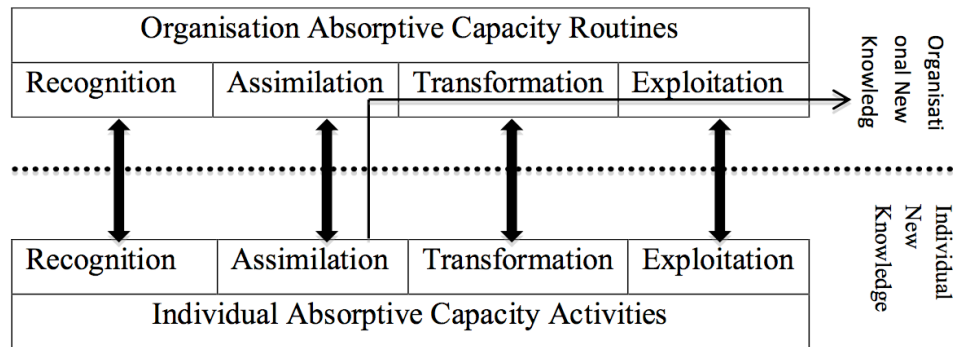 Organisation Absorptive Capacity Routines
Recognition
Assimilation
Transformation
Exploitation
Organisati
onal New
Knowledg
Recognition
Assimilation
Transformation
Exploitation
Individual Absorptive Capacity Activities
Individual
New
Knowledge